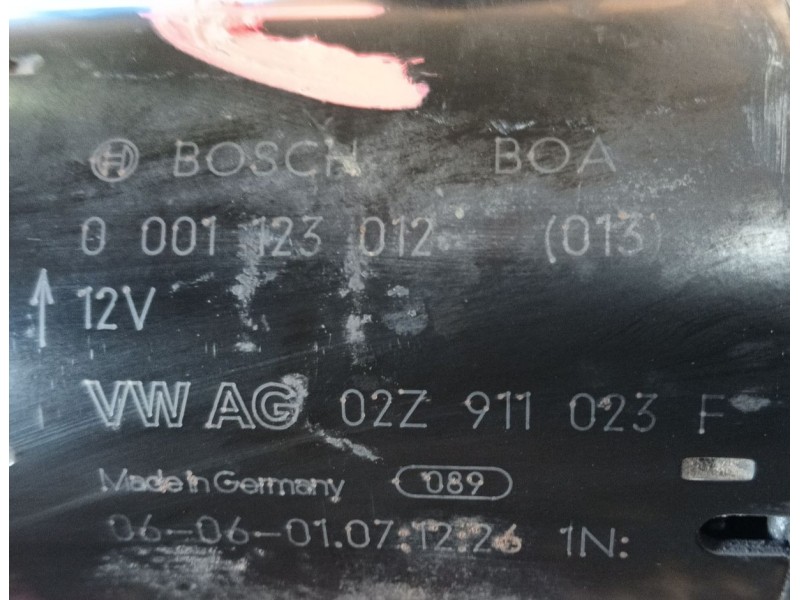 BOSCH BOA
0 001 123 012 (013)
12V
VW AG 02Z 911 023 F
Made in Germany 089
06-06-01.07:12:26 1N: